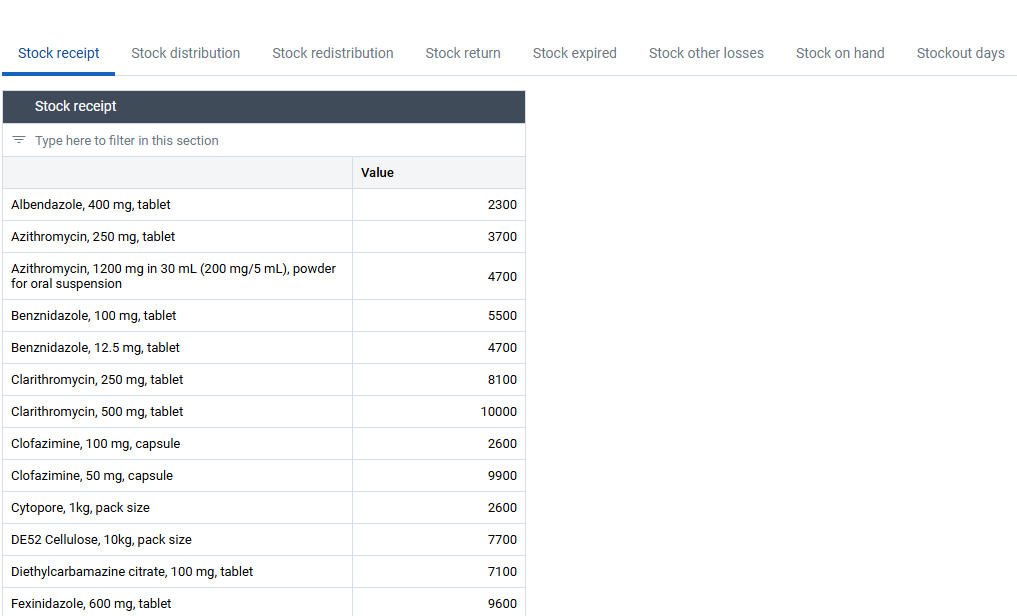 Stock receipt Stock distribution Stock redistribution Stock return Stock expired Stock other losses Stock on hand Stockout days
Stock receipt
Type here to filter in this section
Value
Albendazole, 400 mg, tablet 2300
Azithromycin, 250 mg, tablet 3700
Azithromycin, 1200 mg in 30 mL (200 mg/5 mL), powder
for oral suspension 4700
Benznidazole, 100 mg, tablet 5500
Benznidazole, 12.5 mg, tablet 4700
Clarithromycin, 250 mg, tablet 8100
Clarithromycin, 500 mg, tablet 10000
Clofazimine, 100 mg, capsule 2600
Clofazimine, 50 mg, capsule 9900
Cytopore, 1kg, pack size 2600
DE52 Cellulose, 10kg, pack size 7700
Diethylcarbamazine citrate, 100 mg, tablet 7100
Fexinidazole, 600 mg, tablet 9600